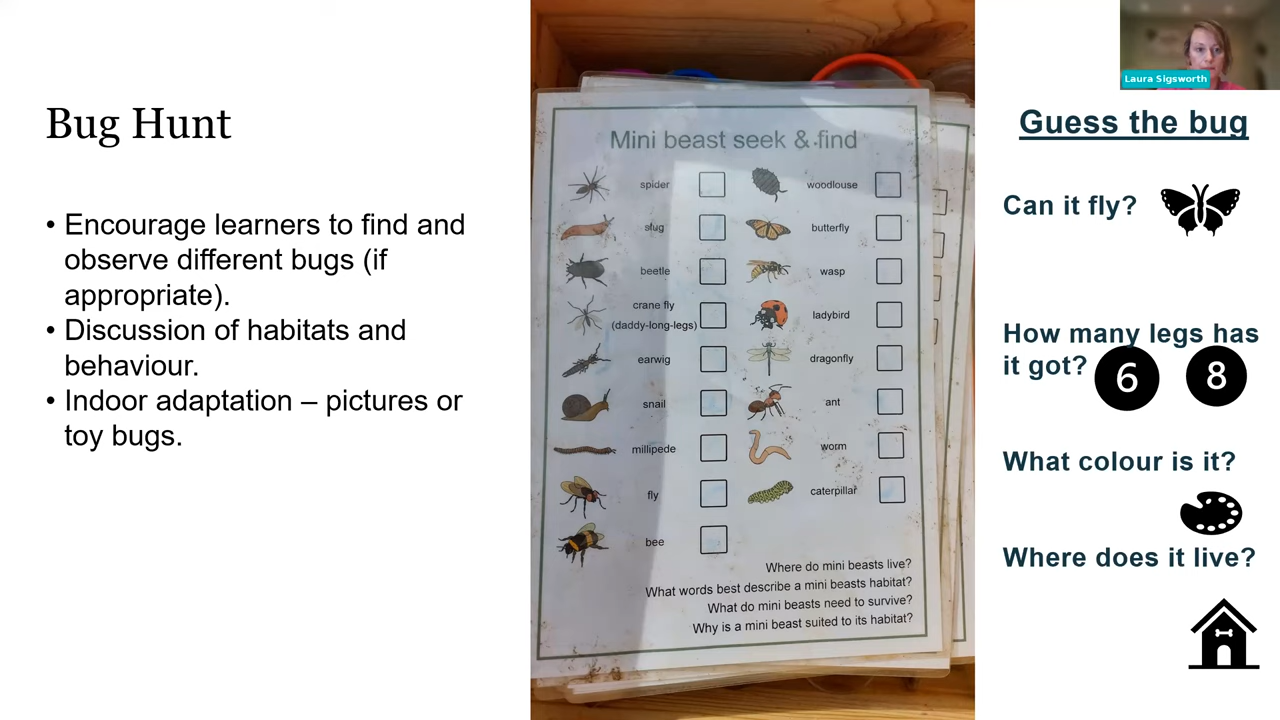 Bug Hunt
• Encourage learners to find and
observe different bugs (if
appropriate).
• Discussion of habitats and
behaviour.
• Indoor adaptation – pictures or
toy bugs.
Mini beast seek & find
spider
woodlouse
slug
butterfly
beetle
wasp
crane fly
(daddy-long-legs)
ladybird
earwig
dragonfly
snail
ant
millipede
worm
fly
caterpillar
bee
Where do mini beasts live?
What words best describe a mini beasts habitat?
What do mini beasts need to survive?
Why is a mini beast suited to its habitat?
Laura Sigsworth
Guess the bug
Can it fly?
How many legs has
it got? 6 8
What colour is it?
Where does it live?